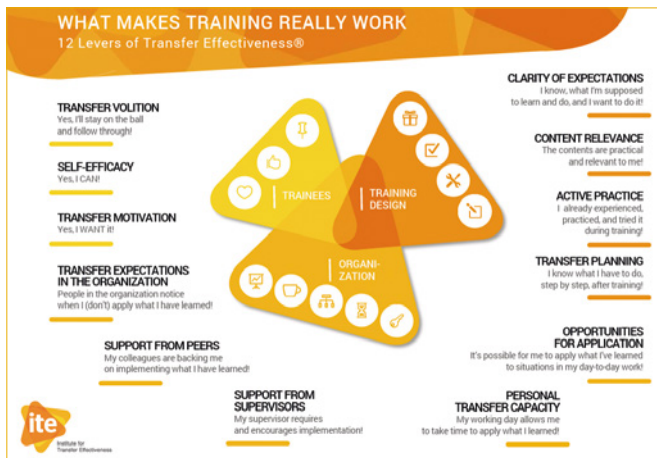 WHAT MAKES TRAINING REALLY WORK
12 Levers of Transfer Effectiveness®
TRANSFER VOLITION
Yes, I'll stay on the ball
and follow through!
SELF-EFFICACY
Yes, I CAN!
TRANSFER MOTIVATION
Yes, I WANT it!
TRANSFER EXPECTATIONS
IN THE ORGANIZATION
People in the organization notice
when I (don't) apply what I have learned!
SUPPORT FROM PEERS
My colleagues are backing me
on implementing what I have learned!
SUPPORT FROM
SUPERVISORS
My supervisor requires
and encourages implementation!
TRAINEES
TRAINING
DESIGN
ORGANI-
ZATION
CLARITY OF EXPECTATIONS
I know, what I'm supposed
to learn and do, and I want to do it!
CONTENT RELEVANCE
The contents are practical
and relevant to me!
ACTIVE PRACTICE
I already experienced,
practiced, and tried it
during training!
TRANSFER PLANNING
I know what I have to do,
step by step, after training!
OPPORTUNITIES
FOR APPLICATION
It's possible for me to apply what I've learned
to situations in my day-to-day work!
PERSONAL
TRANSFER CAPACITY
My working day allows me
to take time to apply what I learned!
ite
Institute for
Transfer Effectiveness